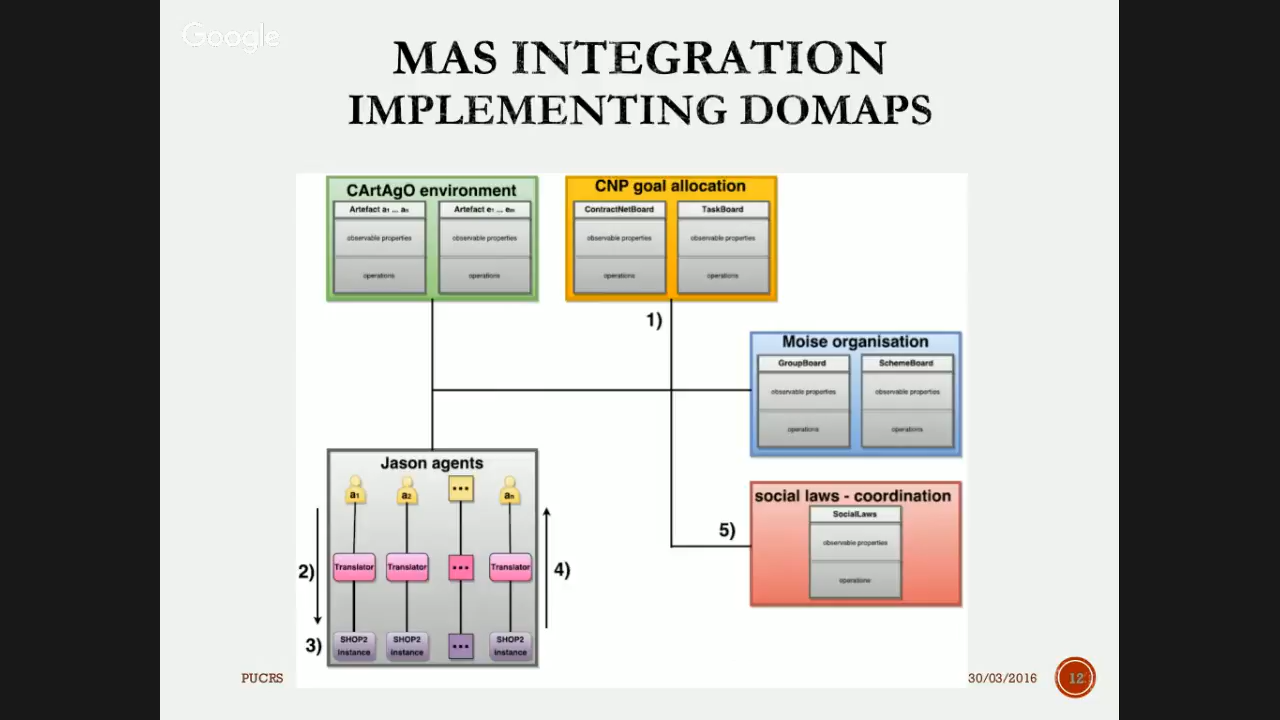 Google
MAS INTEGRATION
IMPLEMENTING DOMAPS
CArtAgO environment
Artefact a1 ... an
observable properties
operations
Artefact e1 ... em
observable properties
operations
CNP goal allocation
ContractNetBoard
observable properties
operations
TaskBoard
observable properties
operations
1)
Moise organisation
GroupBoard
observable properties
operations
SchemeBoard
observable properties
operations
Jason agents
a1
a2
...
an
2)
Translator
Translator
...
Translator
4)
3)
SHOP2
instance
SHOP2
instance
...
SHOP2
instance
5)
social laws - coordination
SocialLaws
observable properties
operations
PUCRS
30/03/2016
12